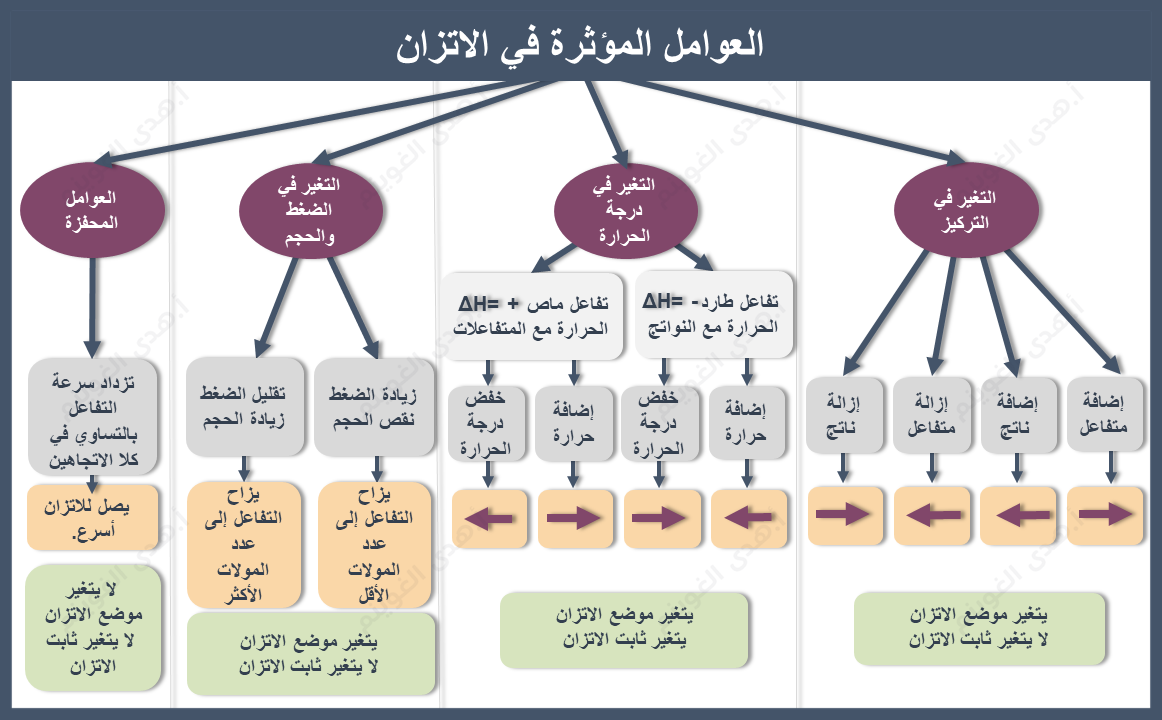 العوامل المؤثرة في الاتزان
التغير في
التركيز
إضافة
متفاعل
إضافة
ناتج
إزالة
متفاعل
إزالة
ناتج
يتغير موضع الاتزان
لا يتغير ثابت الاتزان
التغير في
درجة
الحرارة
تفاعل طارد - =ΔH
الحرارة مع النواتج
إضافة
حرارة
خفض
درجة
الحرارة
تفاعل ماص + =ΔH
الحرارة مع المتفاعلات
إضافة
حرارة
خفض
درجة
الحرارة
يتغير موضع الاتزان
يتغير ثابت الاتزان
التغير في
الضغط
والحجم
زيادة الضغط
نقص الحجم
يزاح
التفاعل إلى
عدد
المولات
الأقل
تقليل الضغط
زيادة الحجم
يزاح
التفاعل إلى
عدد
المولات
الأكثر
يتغير موضع الاتزان
لا يتغير ثابت الاتزان
العوامل
المحفزة
تزداد سرعة
التفاعل
بالتساوي في
كلا الاتجاهين
يصل للاتزان
أسرع.
لا يتغير
موضع الاتزان
لا يتغير ثابت
الاتزان